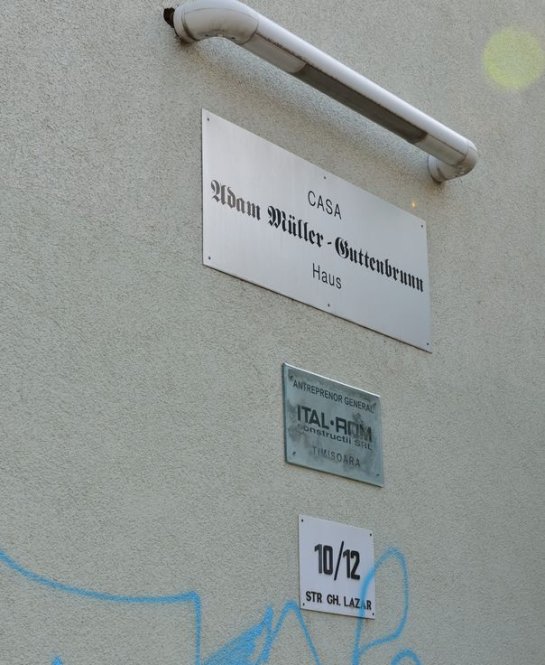 CASA
Adam Müller-Guttenbrunn
Haus
ANTREPRENOR GENERAL
ITAL·ROM
constructii SRL
TIMISOARA
10/12
STR GH. LAZAR